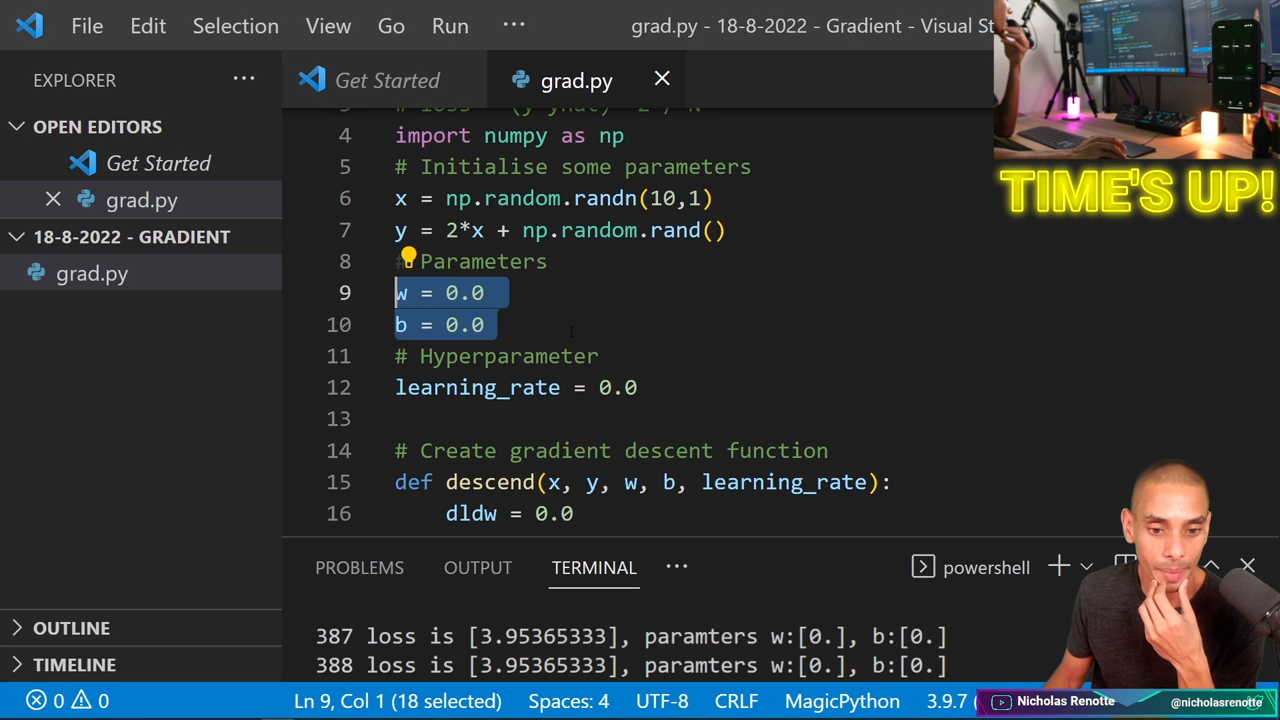 File Edit Selection View Go Run ··· grad.py - 18-8-2022 - Gradient - Visual St
EXPLORER ···
Get Started
grad.py
OPEN EDITORS
Get Started
grad.py
18-8-2022 - GRADIENT
grad.py
4 import numpy as np
5 # Initialise some parameters
6 x = np.random.randn(10,1)
7 y = 2*x + np.random.rand()
8 # Parameters
9 w = 0.0
10 b = 0.0
11 # Hyperparameter
12 learning_rate = 0.0
13
14 # Create gradient descent function
15 def descend(x, y, w, b, learning_rate):
16 dldw = 0.0
TIME'S UP!
PROBLEMS OUTPUT TERMINAL ··· powershell
387 loss is [3.95365333], paramters w:[0.], b:[0.]
388 loss is [3.95365333], paramters w:[0.], b:[0.]
OUTLINE
TIMELINE
0 0 Ln 9, Col 1 (18 selected) Spaces: 4 UTF-8 CRLF MagicPython 3.9.7
Nicholas Renotte @nicholasrenotte